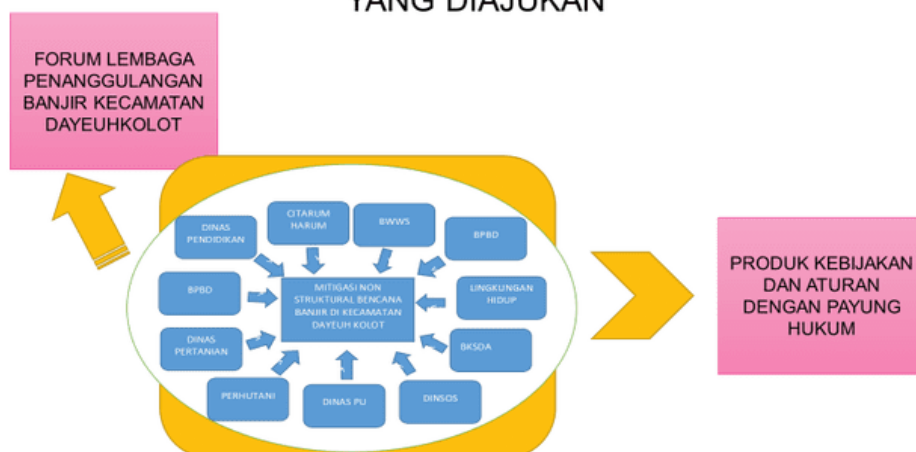 YANG DIAJUKAN
FORUM LEMBAGA
PENANGGULANGAN
BANJIR KECAMATAN
DAYEUHKOLOT
CITARUM
HARUM
BWWS
DINAS
PENDIDIKAN
BPBD
BPBD
MITIGASI NON
STRUKTURAL BENCANA
BANJIR DI KECAMATAN
DAYEUH KOLOT
LINGKUNGAN
HIDUP
DINAS
PERTANIAN
BKSDA
PERHUTANI
DINAS PU
DINSOS
PRODUK KEBIJAKAN
DAN ATURAN
DENGAN PAYUNG
HUKUM